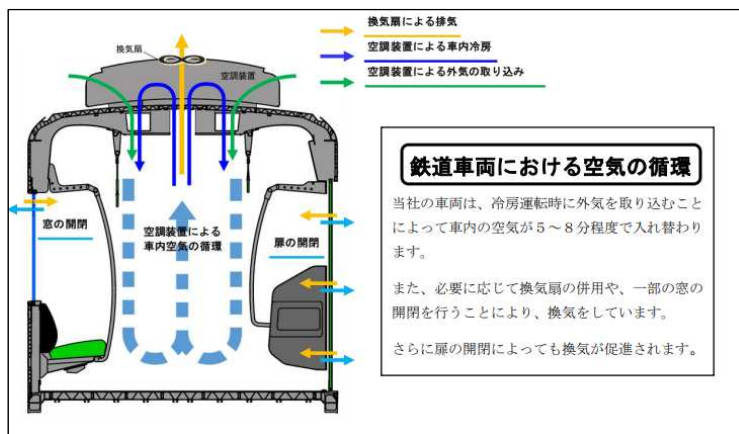 換気扇による排気
空調装置による車内冷房
空調装置による外気の取り込み
換気扇
空調装置
窓の開閉
空調装置による
車内空気の循環
扉の開閉
鉄道車両における空気の循環
当社の車両は、冷房運転時に外気を取り込むこと
によって車内の空気が５～８分程度で入れ替わり
ます。
また、必要に応じて換気扇の併用や、一部の窓の
開閉を行うことにより、換気をしています。
さらに扉の開閉によっても換気が促進されます。